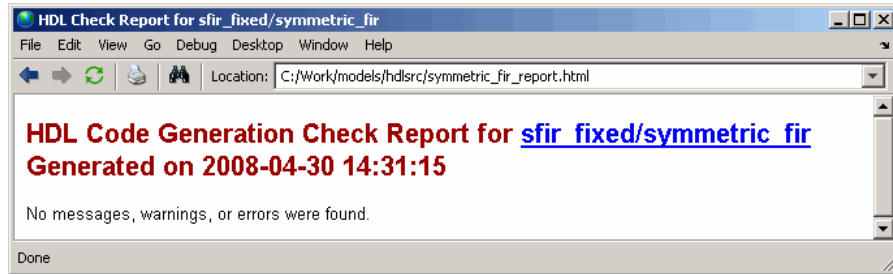 HDL Check Report for sfir_fixed/symmetric_fir
File Edit View Go Debug Desktop Window Help
Location: C:/Work/models/hdlsrc/symmetric_fir_report.html
HDL Code Generation Check Report for sfir_fixed/symmetric_fir
Generated on 2008-04-30 14:31:15
No messages, warnings, or errors were found.
Done